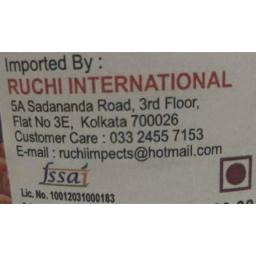 Imported By :
RUCHI INTERNATIONAL
5A Sadananda Road, 3rd Floor,
Flat No 3E, Kolkata 700026
Customer Care : 033 2455 7153
E-mail : ruchiimpects@hotmail.com
fssai
Lic. No. 10012031000183